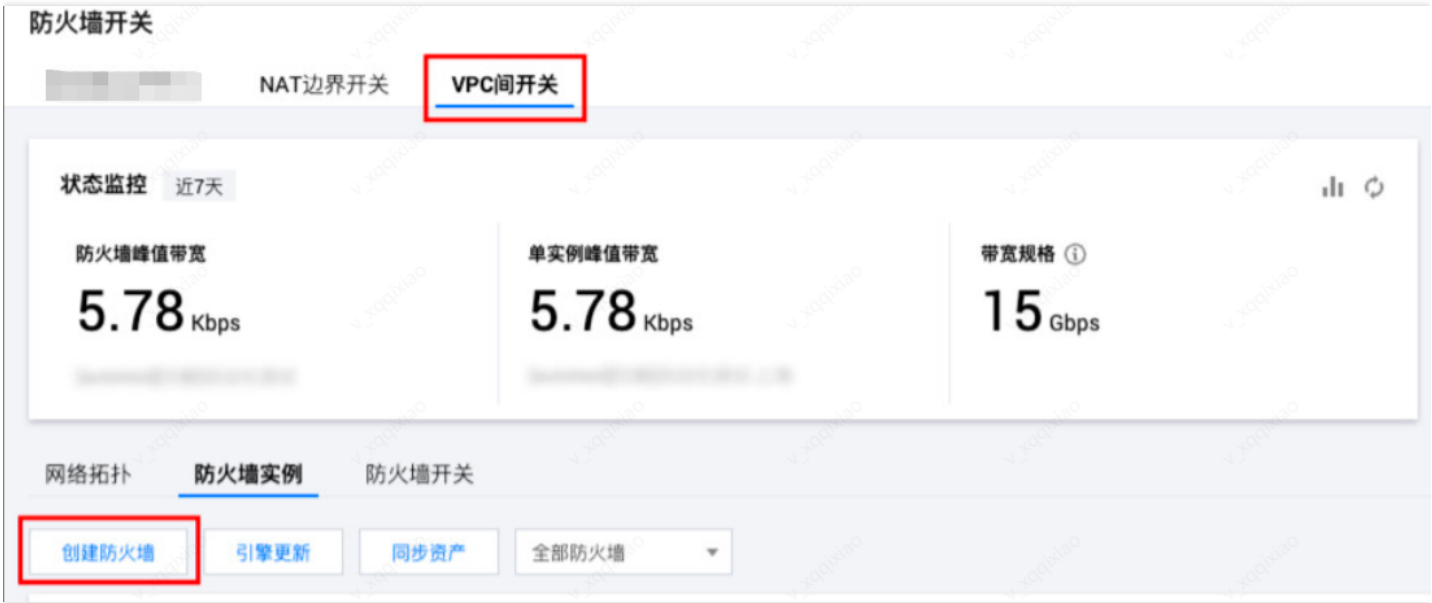 防火墙开关
NAT边界开关 VPC间开关
状态监控 近7天
防火墙峰值带宽 单实例峰值带宽 带宽规格
5.78 Kbps 5.78 Kbps 15 Gbps
网络拓扑 防火墙实例 防火墙开关
创建防火墙 引擎更新 同步资产 全部防火墙